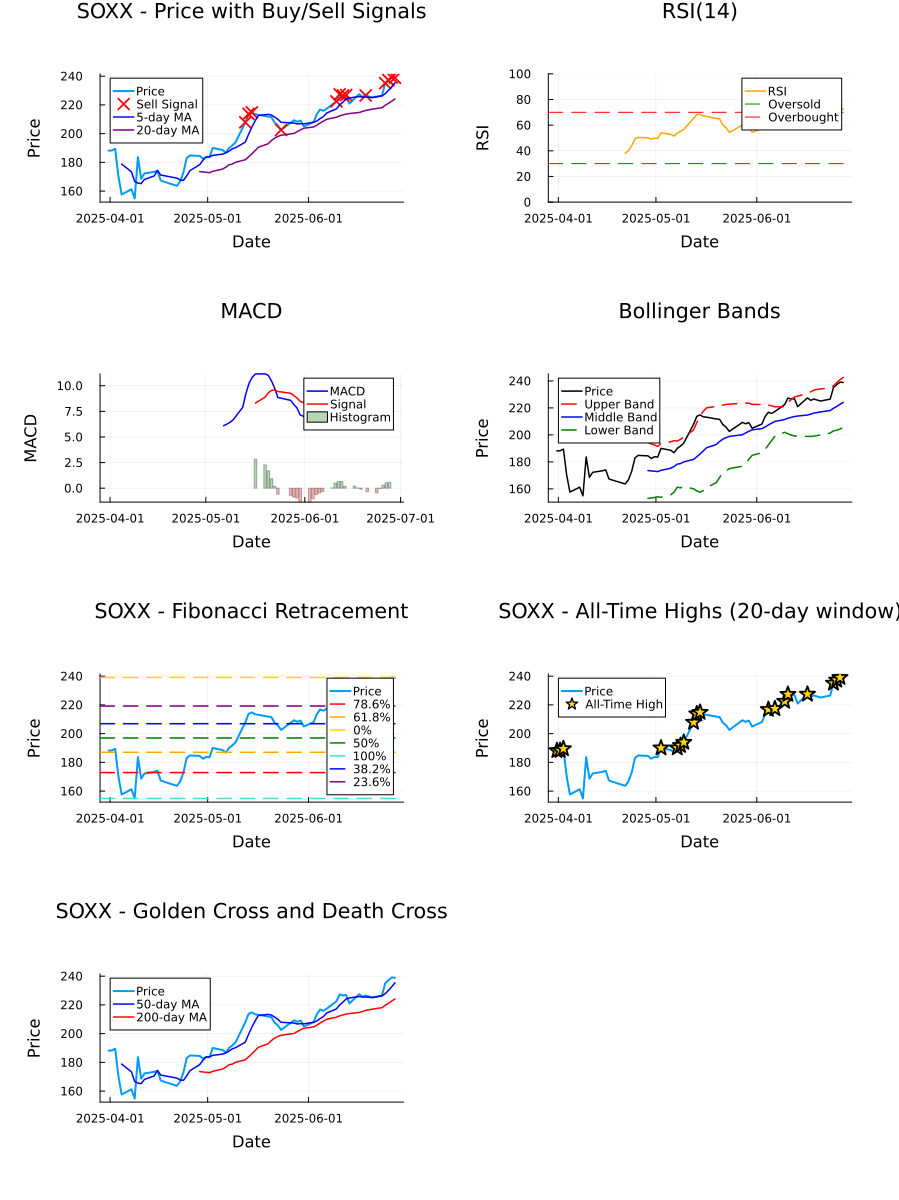 SOXX - Price with Buy/Sell Signals
240
220
200
180
160
Price
Price
Sell Signal
5-day MA
20-day MA
2025-04-01
2025-05-01
2025-06-01
Date
RSI(14)
100
80
60
40
20
0
RSI
RSI
Oversold
Overbought
2025-04-01
2025-05-01
2025-06-01
Date
MACD
10.0
7.5
5.0
2.5
0.0
MACD
MACD
Signal
Histogram
2025-04-01
2025-05-01
2025-06-01
2025-07-01
Date
Bollinger Bands
240
220
200
180
160
Price
Price
Upper Band
Middle Band
Lower Band
2025-04-01
2025-05-01
2025-06-01
Date
SOXX - Fibonacci Retracement
240
220
200
180
160
Price
Price
78.6%
61.8%
0%
50%
100%
38.2%
23.6%
2025-04-01
2025-05-01
2025-06-01
Date
SOXX - All-Time Highs (20-day window)
240
220
200
180
160
Price
Price
All-Time High
2025-04-01
2025-05-01
2025-06-01
Date
SOXX - Golden Cross and Death Cross
240
220
200
180
160
Price
Price
50-day MA
200-day MA
2025-04-01
2025-05-01
2025-06-01
Date